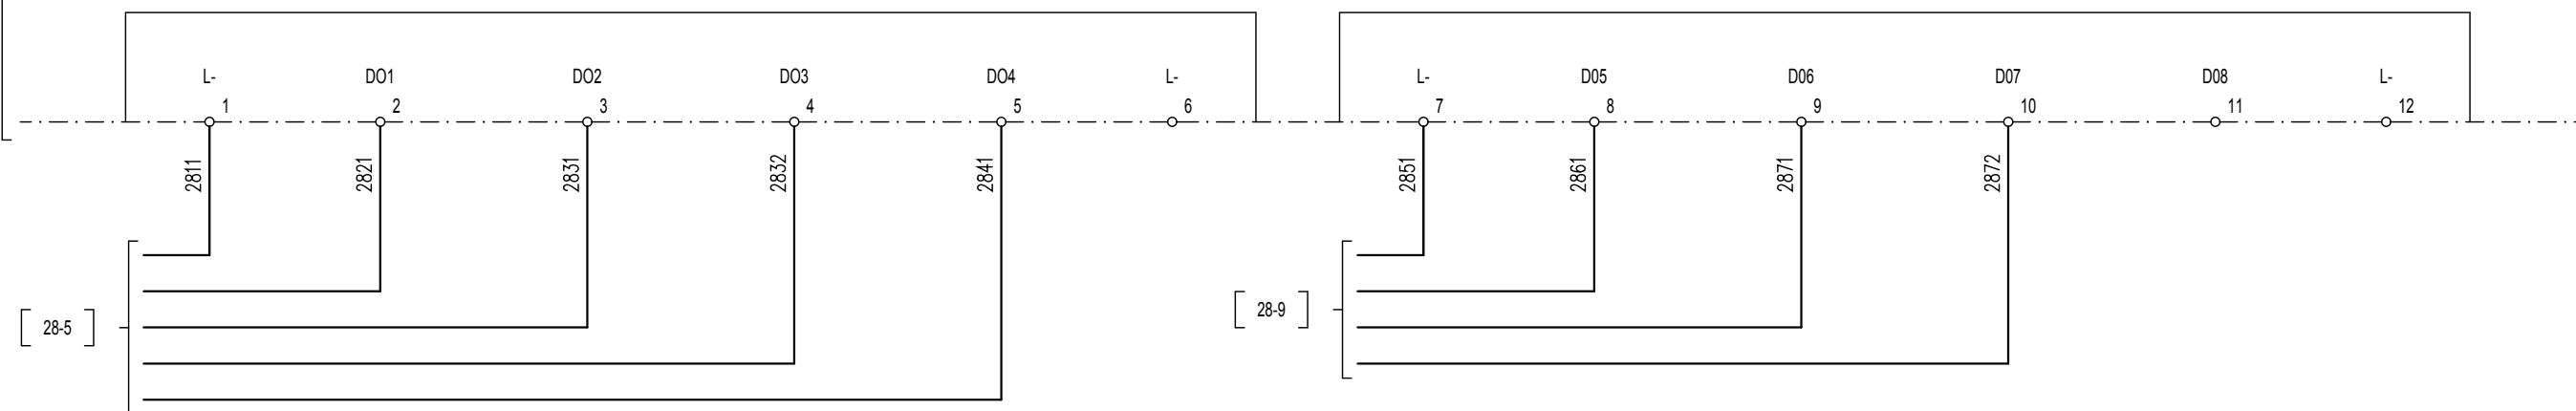 L- DO1 DO2 DO3 DO4 L- L- D05 D06 D07 D08 L-
1 2 3 4 5 6 7 8 9 10 11 12
2811 2821 2831 2832 2841 2851 2861 2871 2872
28-5 28-9